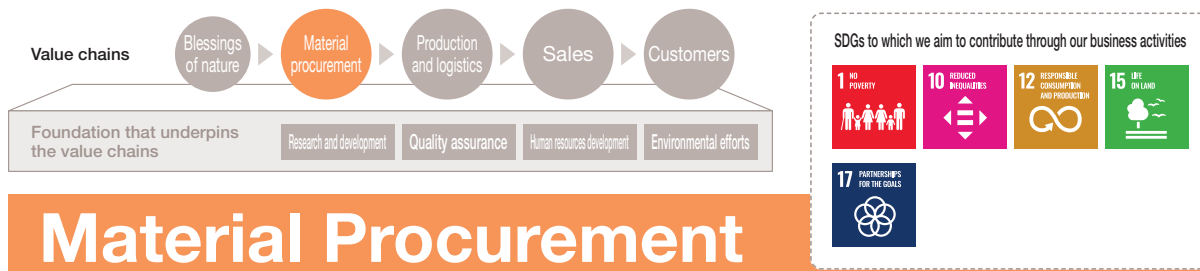 Value chains
Blessings
of nature
Material
procurement
Production
and logistics
Sales
Customers
Foundation that underpins
the value chains
Research and development
Quality assurance
Human resources development
Environmental efforts
Material Procurement
SDGs to which we aim to contribute through our business activities
1 NO
POVERTY
10 REDUCED
INEQUALITIES
12 RESPONSIBLE
CONSUMPTION
AND PRODUCTION
15 LIFE
ON LAND
17 PARTNERSHIPS
FOR THE GOALS